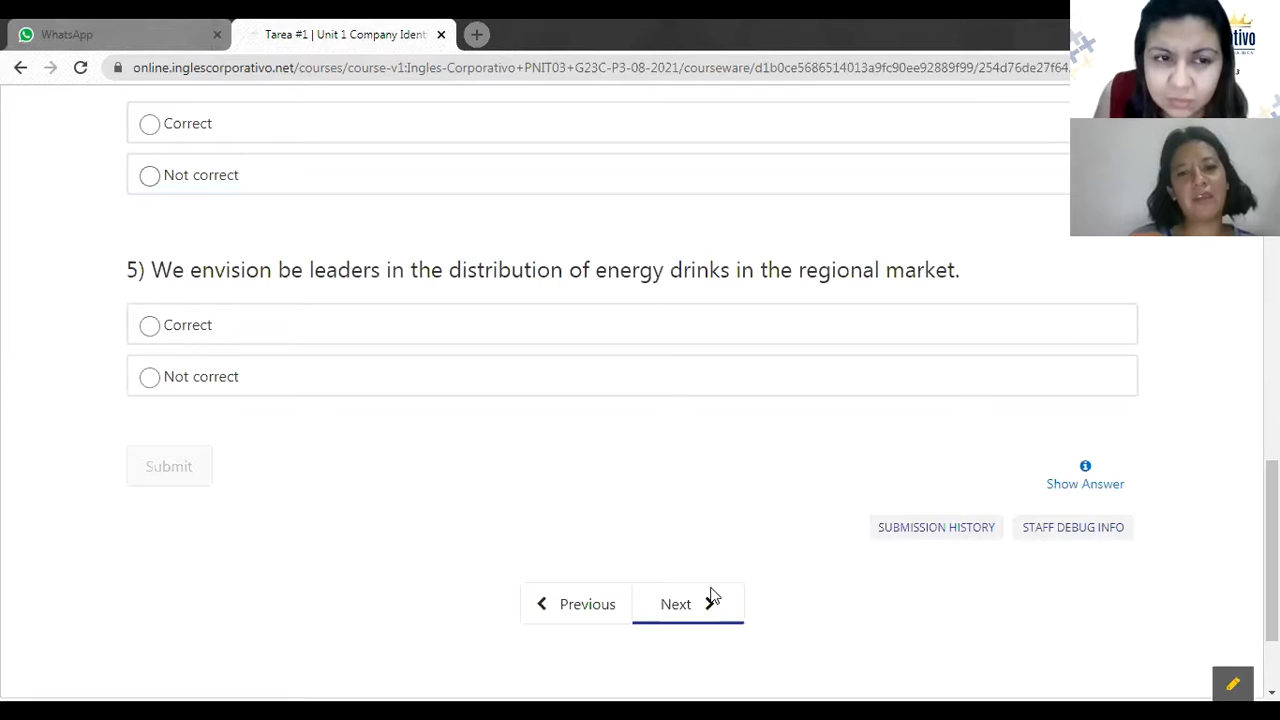 WhatsApp
Tarea #1 | Unit 1 Company Ident
online.inglescorporativo.net/courses/course-v1:Ingles-Corporativo+PNTD3+G23C-P3-08-2021/courseware/d1b0ce5686514013a9fc90ee92889f99/254d76de27f64
Correct
Not correct
5) We envision be leaders in the distribution of energy drinks in the regional market.
Correct
Not correct
Submit
Show Answer
SUBMISSION HISTORY
STAFF DEBUG INFO
Previous
Next